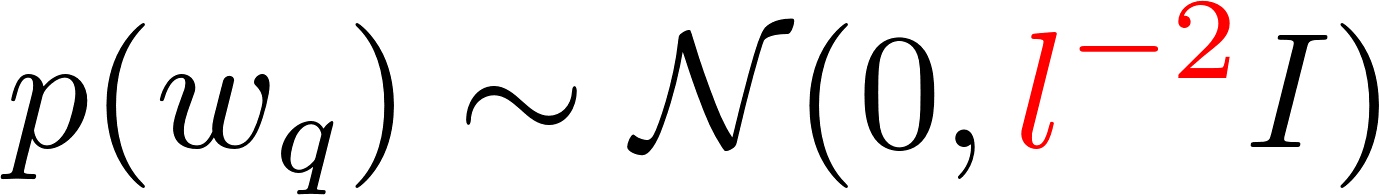 p(w_q) ∼ 𝒩(0, l^{-2}I)